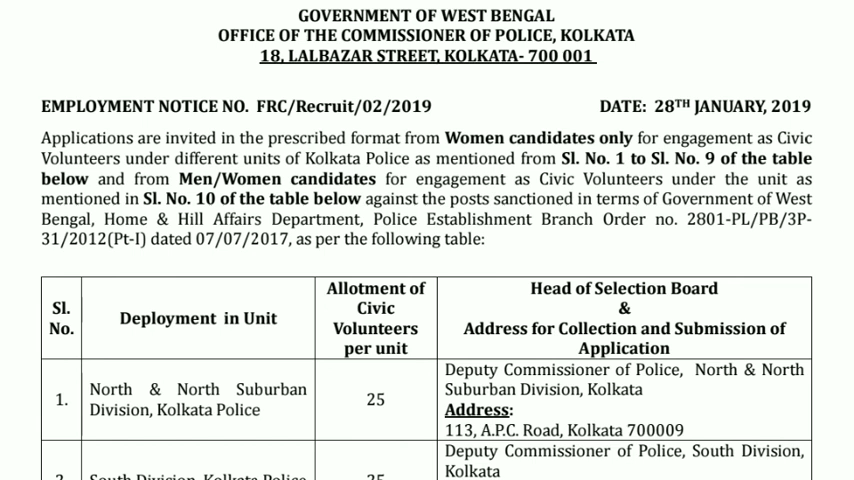 GOVERNMENT OF WEST BENGAL
OFFICE OF THE COMMISSIONER OF POLICE, KOLKATA
18, LALBAZAR STREET, KOLKATA- 700 001
EMPLOYMENT NOTICE NO. FRC/Recruit/02/2019 DATE: 28TH JANUARY, 2019
Applications are invited in the prescribed format from Women candidates only for engagement as Civic
Volunteers under different units of Kolkata Police as mentioned from Sl. No. 1 to Sl. No. 9 of the table
below and from Men/Women candidates for engagement as Civic Volunteers under the unit as
mentioned in Sl. No. 10 of the table below against the posts sanctioned in terms of Government of West
Bengal, Home & Hill Affairs Department, Police Establishment Branch Order no. 2801-PL/PB/3P-
31/2012(Pt-I) dated 07/07/2017, as per the following table:
Sl.
No.
Deployment in Unit
Allotment of
Civic
Volunteers
per unit
Head of Selection Board
&
Address for Collection and Submission of
Application
1.
North & North Suburban
Division, Kolkata Police
25
Deputy Commissioner of Police, North & North
Suburban Division, Kolkata
Address:
113, A.P.C. Road, Kolkata 700009
2.
South Division, Kolkata Police
25
Deputy Commissioner of Police, South Division,
Kolkata